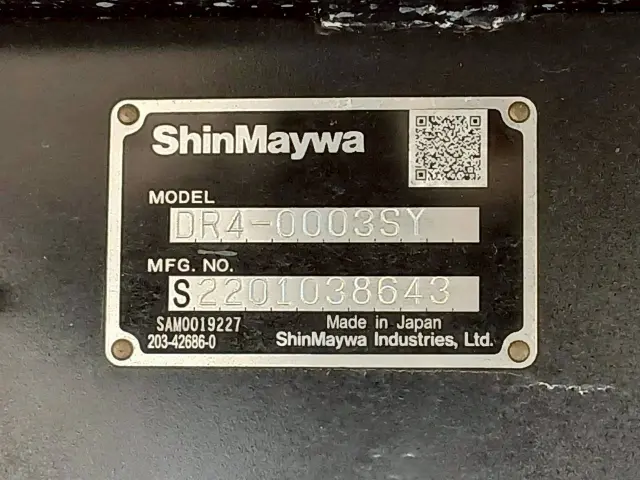 ShinMaywa
MODEL
DR4-0003SY
MFG. NO.
S2201038643
SAM0019227
Made in Japan
203-42686-0
ShinMaywa Industries, Ltd.